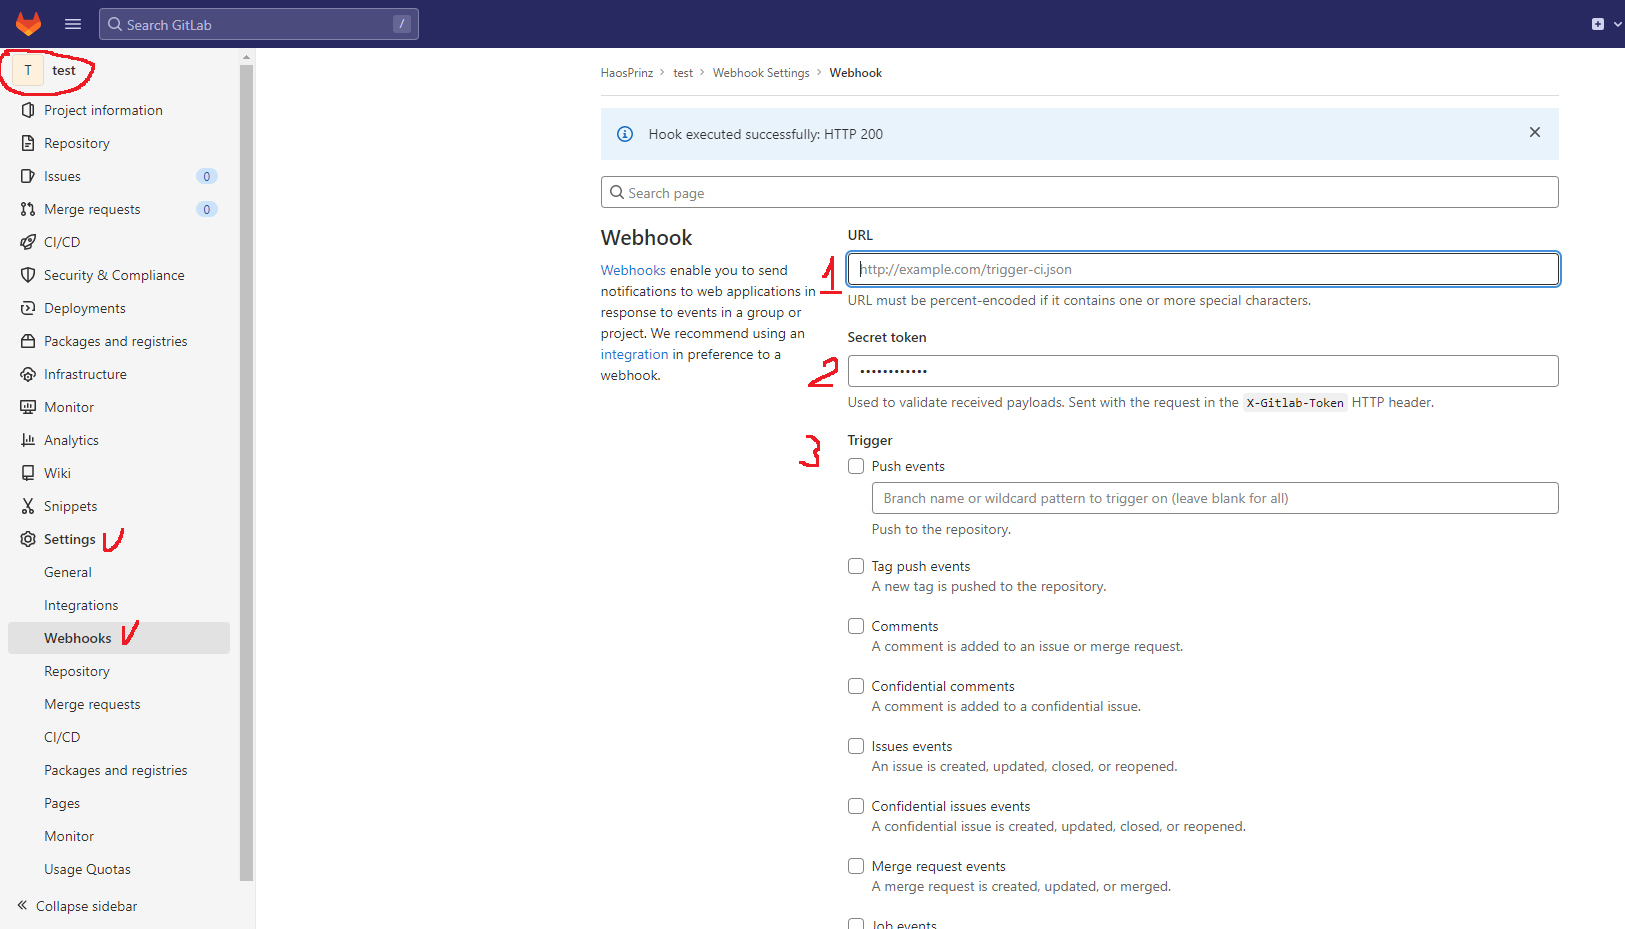 Search GitLab /
T test
Project information
Repository
Issues 0
Merge requests 0
CI/CD
Security & Compliance
Deployments
Packages and registries
Infrastructure
Monitor
Analytics
Wiki
Snippets
Settings
General
Integrations
Webhooks
Repository
Merge requests
CI/CD
Packages and registries
Pages
Monitor
Usage Quotas
Collapse sidebar
HaosPrinz > test > Webhook Settings > Webhook
Hook executed successfully: HTTP 200
Search page
Webhook
Webhooks enable you to send
notifications to web applications in
response to events in a group or
project. We recommend using an
integration in preference to a
webhook.
1
URL
http://example.com/trigger-ci.json
URL must be percent-encoded if it contains one or more special characters.
2
Secret token
••••••••••••
Used to validate received payloads. Sent with the request in the X-Gitlab-Token HTTP header.
3
Trigger
Push events
Branch name or wildcard pattern to trigger on (leave blank for all)
Push to the repository.
Tag push events
A new tag is pushed to the repository.
Comments
A comment is added to an issue or merge request.
Confidential comments
A comment is added to a confidential issue.
Issues events
An issue is created, updated, closed, or reopened.
Confidential issues events
A confidential issue is created, updated, closed, or reopened.
Merge request events
A merge request is created, updated, or merged.
Job events